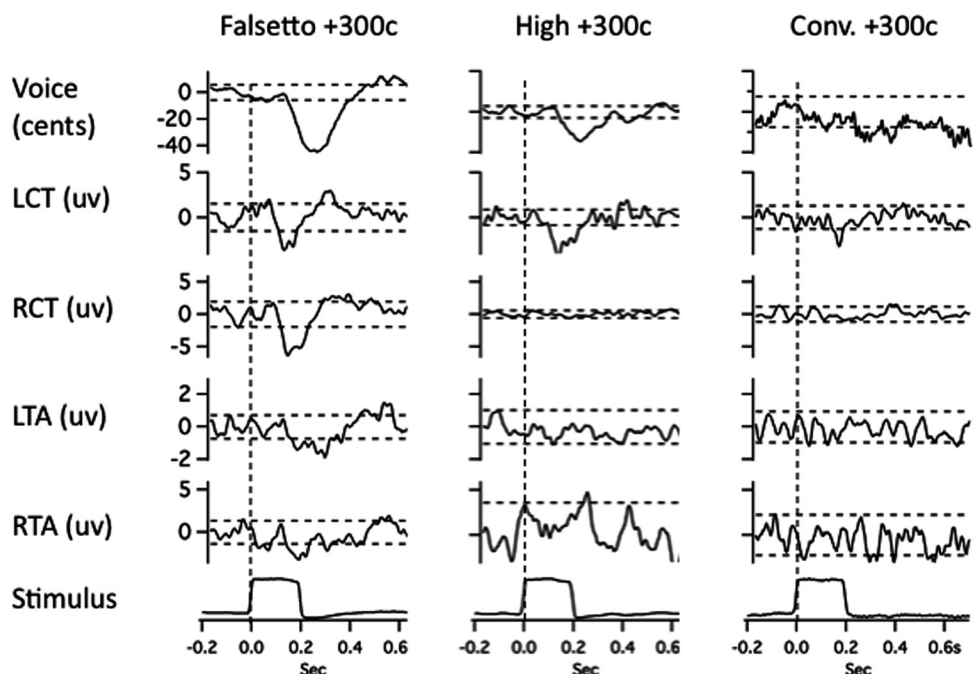 Falsetto +300c High +300c Conv. +300c
Voice
(cents)
0
-20
-40
LCT (uv)
5
0
RCT (uv)
5
0
-5
LTA (uv)
2
0
-2
RTA (uv)
5
0
Stimulus
-0.2 0.0 0.2 0.4 0.6 -0.2 0.0 0.2 0.4 0.6 -0.2 0.0 0.2 0.4 0.6s
Sec Sec Sec